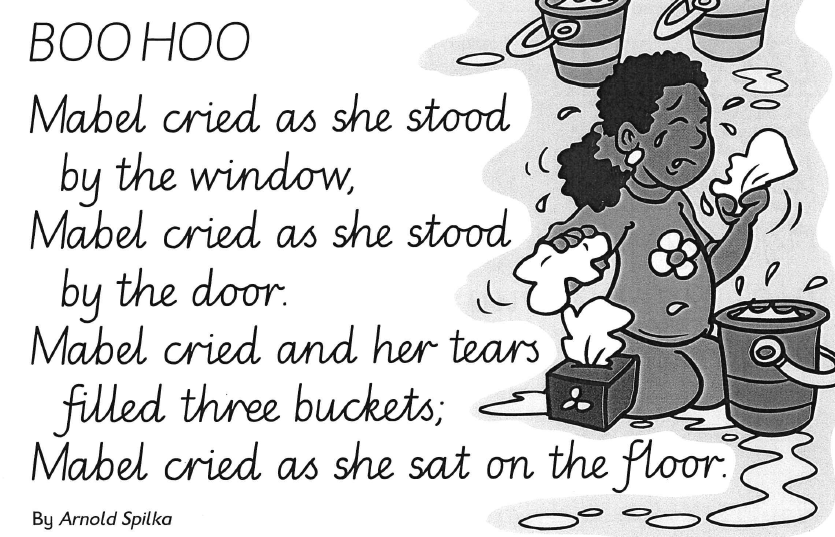 BOO HOO
Mabel cried as she stood
by the window,
Mabel cried as she stood
by the door.
Mabel cried and her tears
filled three buckets;
Mabel cried as she sat on the floor.
By Arnold Spilka